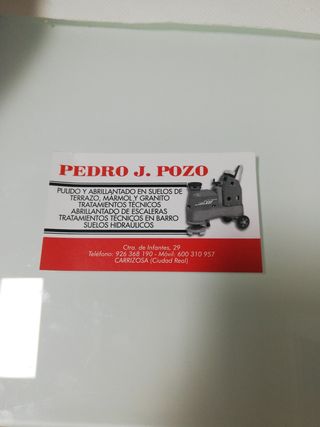 PEDRO J. POZO
PULIDO Y ABRILLANTADO EN SUELOS DE
TERRAZO, MÁRMOL Y GRANITO
TRATAMIENTOS TÉCNICOS
ABRILLANTADO DE ESCALERAS
TRATAMIENTOS TÉCNICOS EN BARRO
SUELOS HIDRAÚLICOS
Ctra. de Infantes, 29
Teléfono: 926 368 190 - Móvil: 600 310 957
CARRIZOSA (Ciudad Real)